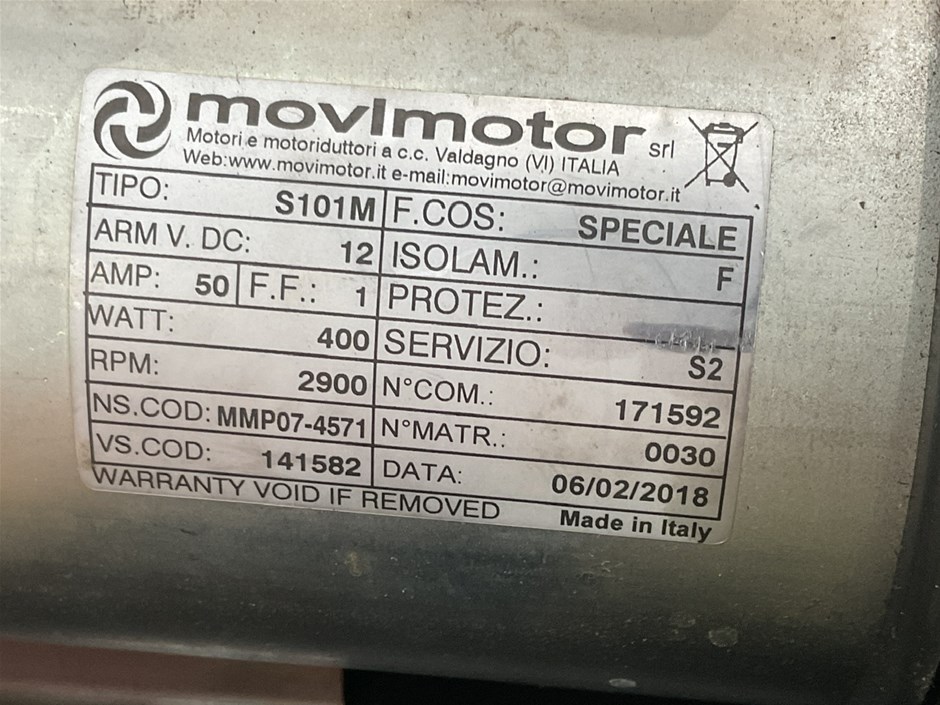 movimotor srl
Motori e motoriduttori a c.c. Valdagno (VI) ITALIA
Web:www.movimotor.it e-mail:movimotor@movimotor.it
TIPO: S101M F.COS: SPECIALE
ARM V. DC: 12 ISOLAM.: F
AMP: 50 F.F.: 1 PROTEZ.:
WATT: 400 SERVIZIO: S2
RPM: 2900 N°COM.: 171592
NS.COD: MMP07-4571 N°MATR.: 0030
VS.COD: 141582 DATA: 06/02/2018
WARRANTY VOID IF REMOVED Made in Italy